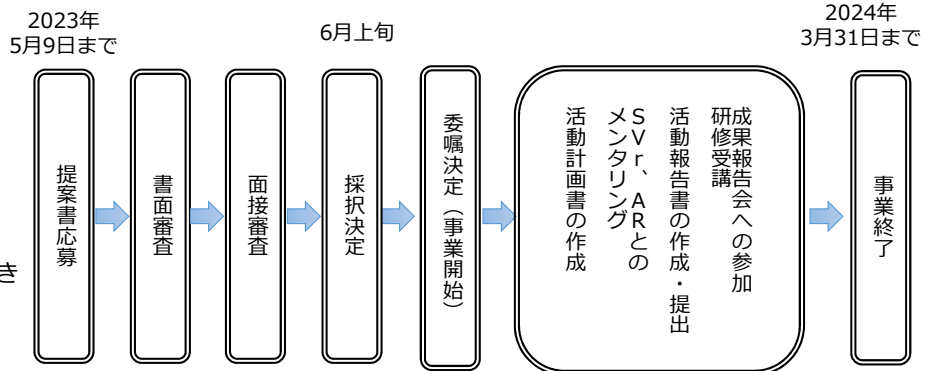 2023年
5月9日まで
6月上旬
2024年
3月31日まで
き
提案書応募
書面審査
面接審査
採択決定
委嘱決定（事業開始）
成果報告会への参加
研修受講
活動報告書の作成・提出
SVr、ARとの
メンタリング
活動計画書の作成
事業終了